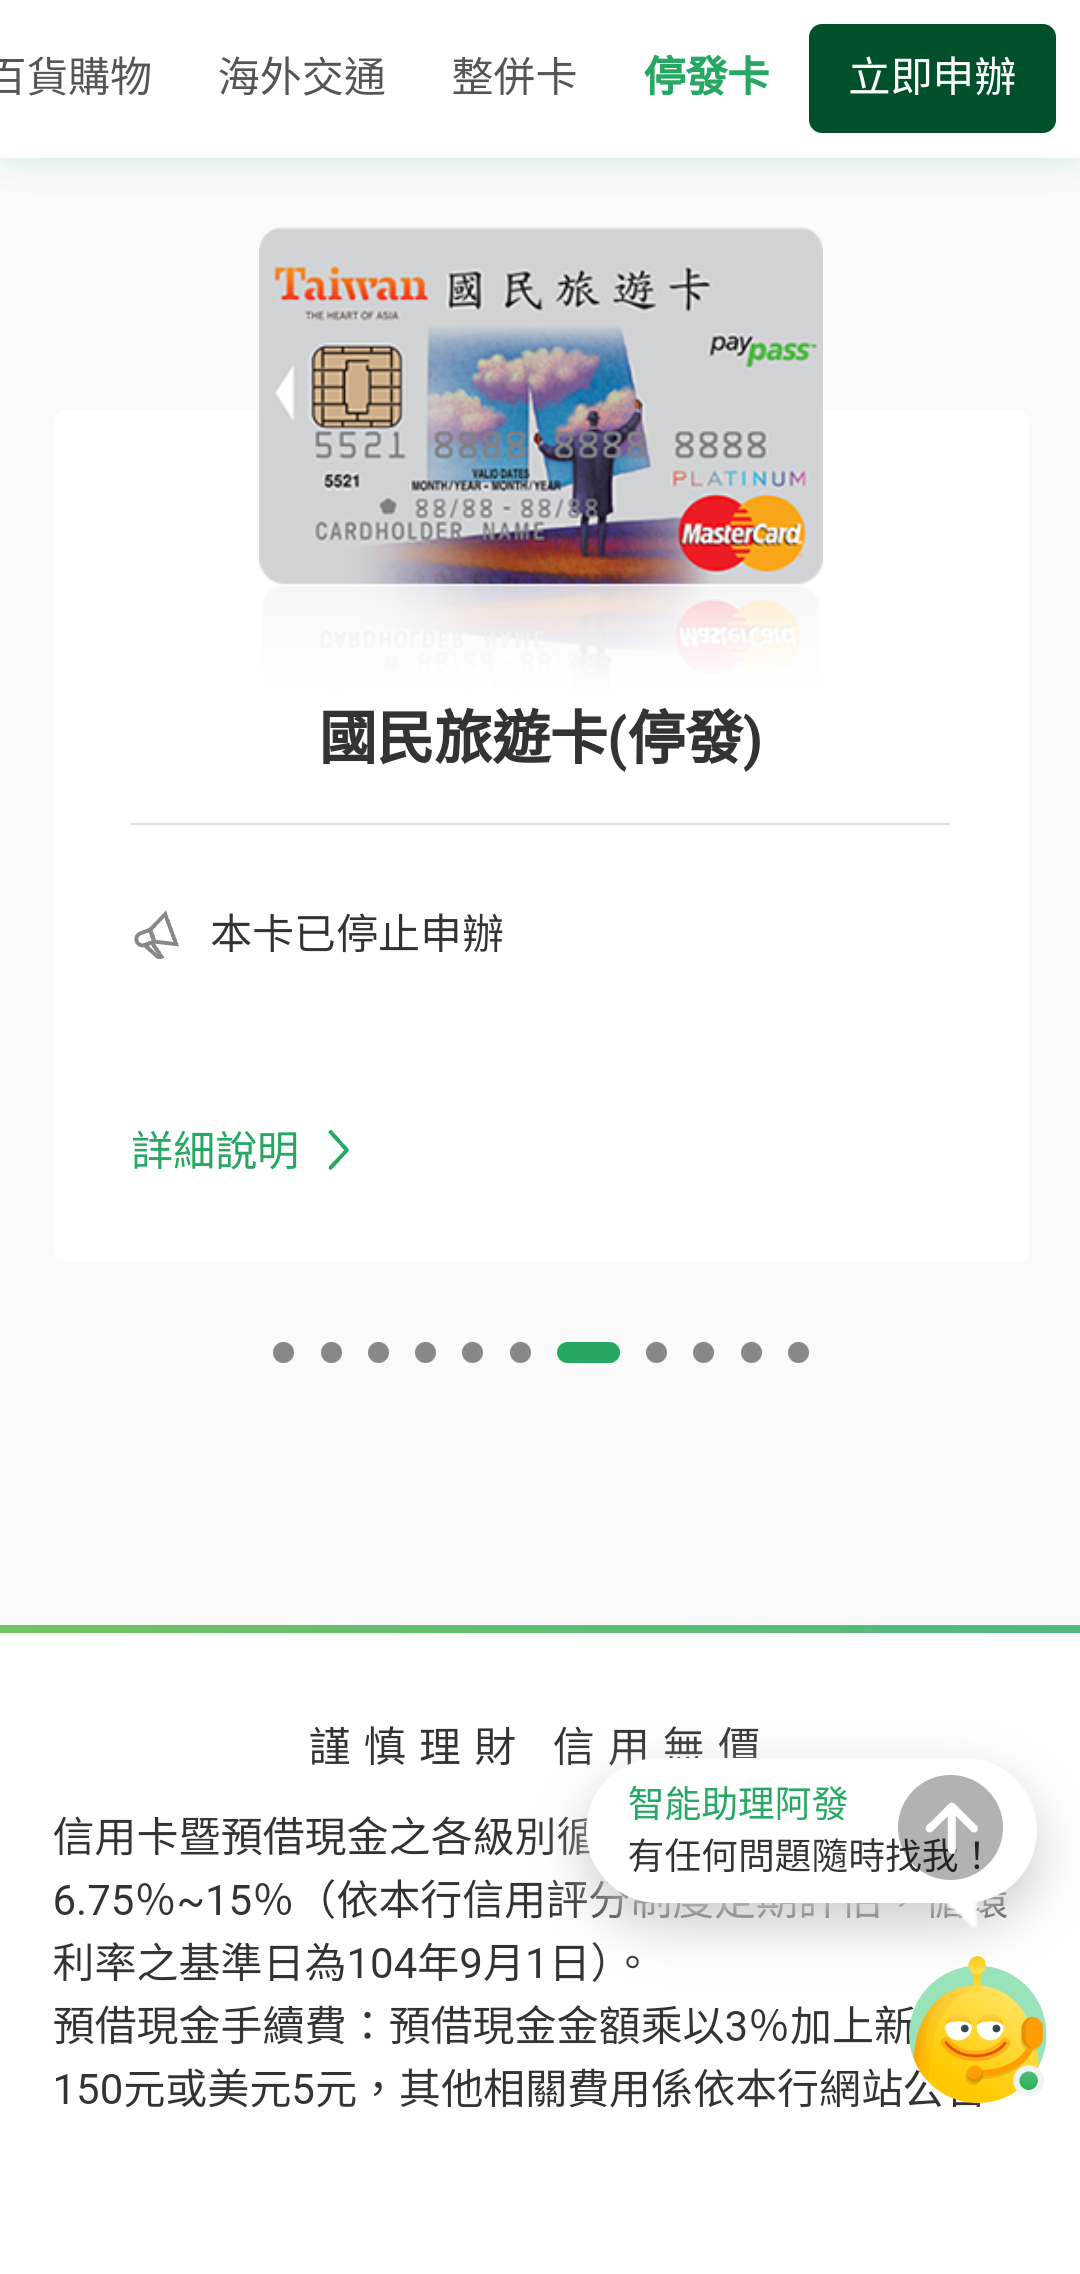 百貨購物 海外交通 整併卡 停發卡 立即申辦
Taiwan 國民旅遊卡
THE HEART OF ASIA
paypass
5521 8888 8888 8888
5521
VALID DATES
MONTH/YEAR - MONTH/YEAR
PLATINUM
88/88 - 88/88
CARDHOLDER NAME
MasterCard
國民旅遊卡(停發)
本卡已停止申辦
詳細說明
謹慎理財 信用無價
智能助理阿發
有任何問題隨時找我！
信用卡暨預借現金之各級別循
6.75%~15%（依本行信用評分制度定期評估，循環
利率之基準日為104年9月1日）。
預借現金手續費：預借現金金額乘以3%加上新
150元或美元5元，其他相關費用係依本行網站公告